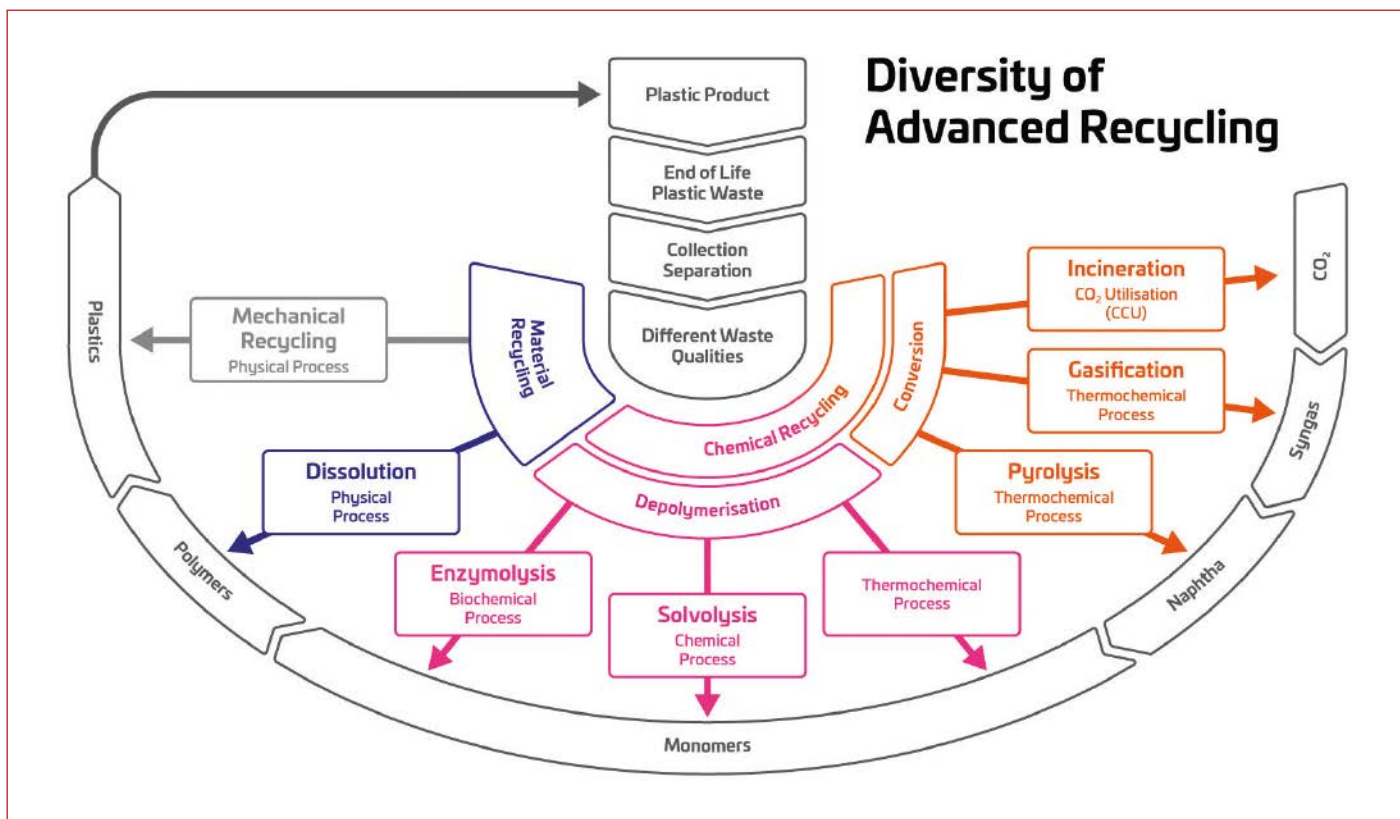 Diversity of
Advanced Recycling
Plastic Product
End of Life
Plastic Waste
Collection
Separation
Different Waste
Qualities
Material
Recycling
Chemical Recycling
Conversion
Depolymerisation
Mechanical
Recycling
Physical Process
Dissolution
Physical
Process
Enzymolysis
Biochemical
Process
Solvolysis
Chemical
Process
Thermochemical
Process
Pyrolysis
Thermochemical
Process
Gasification
Thermochemical
Process
Incineration
CO₂ Utilisation
(CCU)
CO₂
Syngas
Naphtha
Monomers
Polymers
Plastics